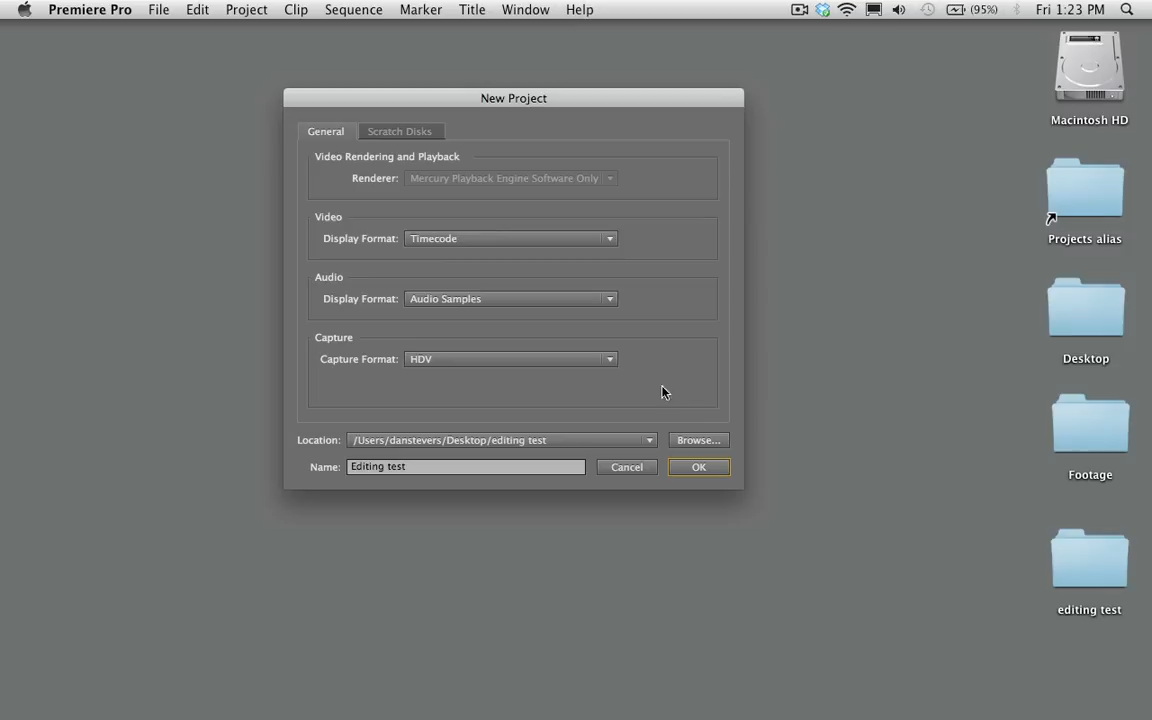 Premiere Pro File Edit Project Clip Sequence Marker Title Window Help (95%) Fri 1:23 PM
New Project
General Scratch Disks
Video Rendering and Playback
Renderer: Mercury Playback Engine Software Only
Video
Display Format: Timecode
Audio
Display Format: Audio Samples
Capture
Capture Format: HDV
Location: /Users/danstevers/Desktop/editing test Browse...
Name: Editing test Cancel OK
Macintosh HD
Projects alias
Desktop
Footage
editing test